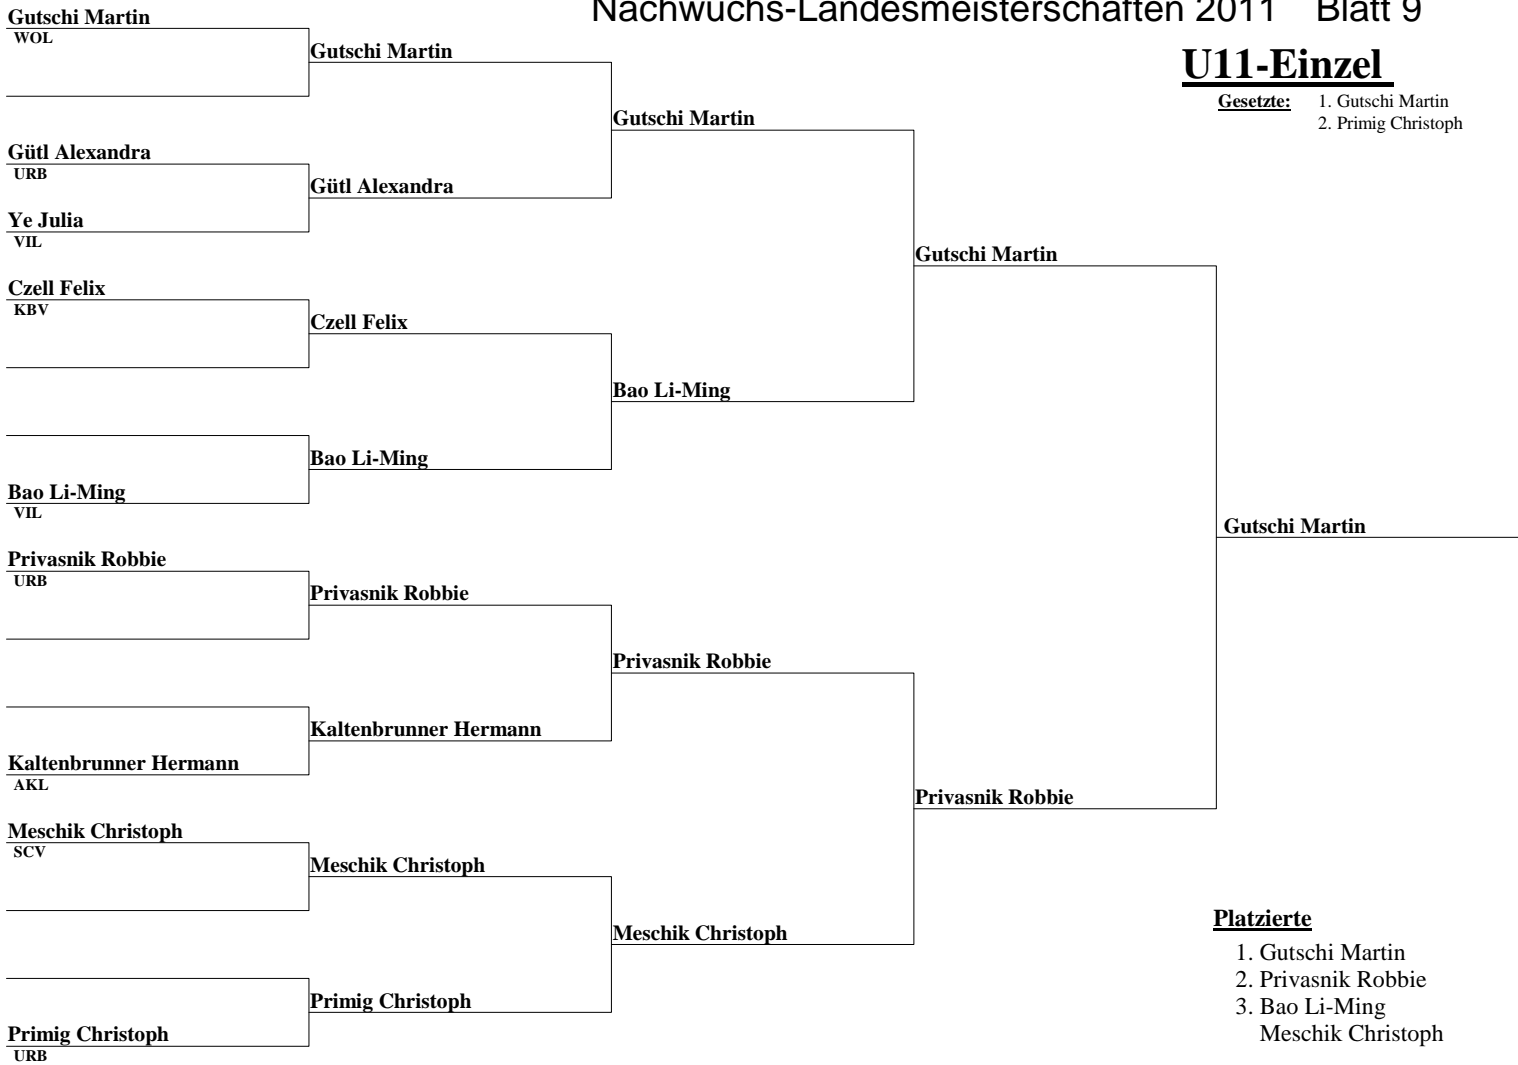 Nachwuchs-Landesmeisterschaften 2011 Blatt 9
U11-Einzel
Gesetzte: 1. Gutschi Martin
2. Primig Christoph
Gutschi Martin
WOL
Gütl Alexandra
URB
Ye Julia
VIL
Czell Felix
KBV
Bao Li-Ming
VIL
Privasnik Robbie
URB
Kaltenbrunner Hermann
AKL
Meschik Christoph
SCV
Primig Christoph
URB
Gutschi Martin
Gütl Alexandra
Czell Felix
Bao Li-Ming
Privasnik Robbie
Kaltenbrunner Hermann
Meschik Christoph
Primig Christoph
Gutschi Martin
Bao Li-Ming
Privasnik Robbie
Meschik Christoph
Gutschi Martin
Privasnik Robbie
Gutschi Martin
Platzierte
1. Gutschi Martin
2. Privasnik Robbie
3. Bao Li-Ming
Meschik Christoph